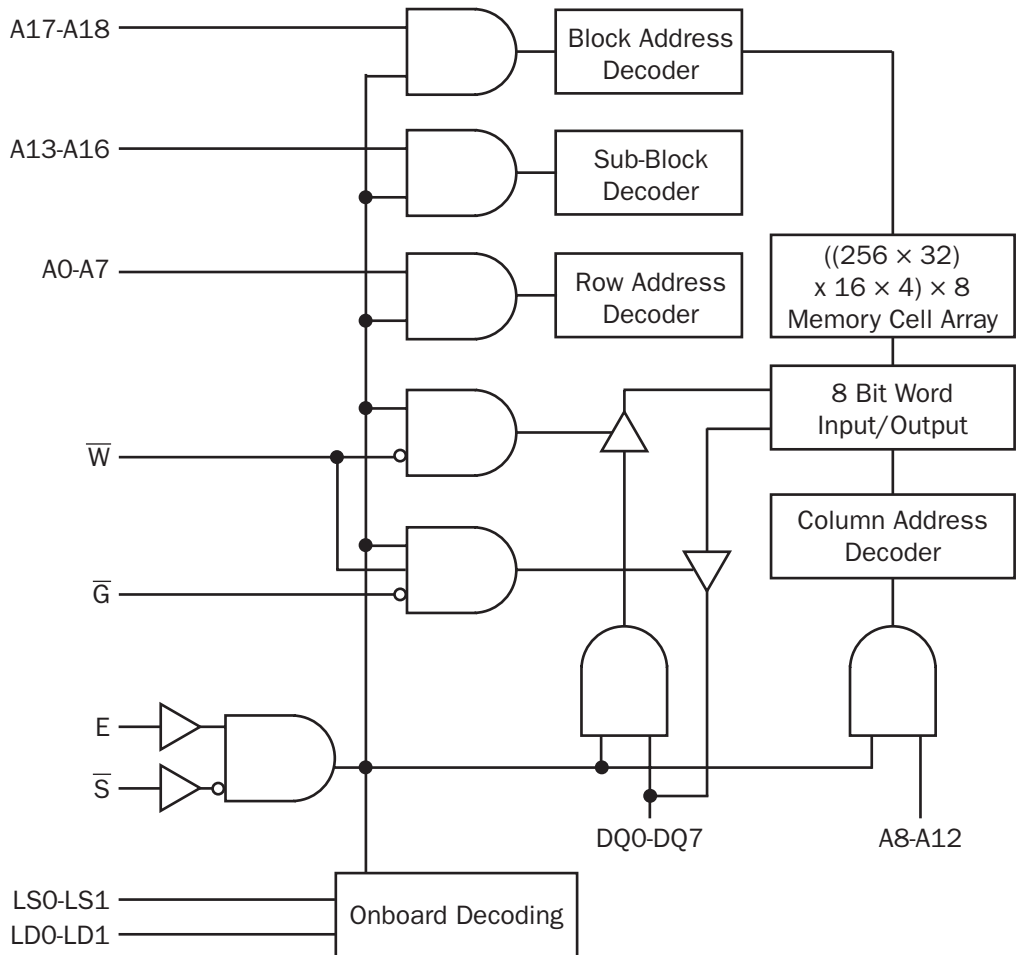 A17-A18
Block Address
Decoder
A13-A16
Sub-Block
Decoder
A0-A7
Row Address
Decoder
((256 × 32)
x 16 × 4) × 8
Memory Cell Array
8 Bit Word
Input/Output
W̅
Column Address
Decoder
G̅
E
S̅
DQ0-DQ7
A8-A12
LS0-LS1
LD0-LD1
Onboard Decoding